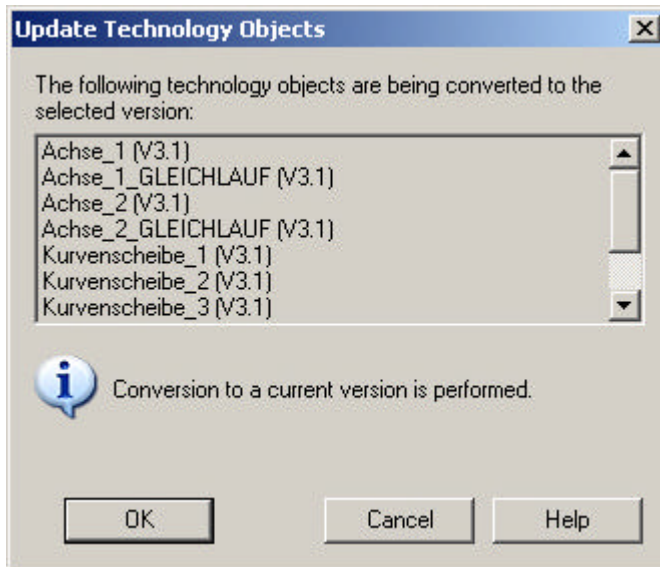 Update Technology Objects
The following technology objects are being converted to the
selected version:
Achse_1 (V3.1)
Achse_1_GLEICHLAUF (V3.1)
Achse_2 (V3.1)
Achse_2_GLEICHLAUF (V3.1)
Kurvenscheibe_1 (V3.1)
Kurvenscheibe_2 (V3.1)
Kurvenscheibe_3 (V3.1)
Conversion to a current version is performed.
OK
Cancel
Help